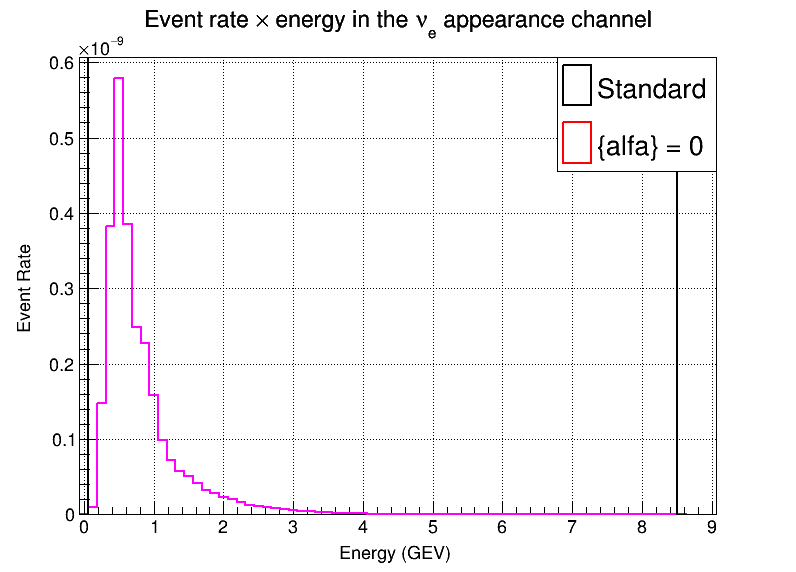 Event rate × energy in the νe appearance channel
×10−9
Standard
{alfa} = 0
0.6
0.5
0.4
0.3
0.2
0.1
0
Event Rate
0 1 2 3 4 5 6 7 8 9
Energy (GEV)